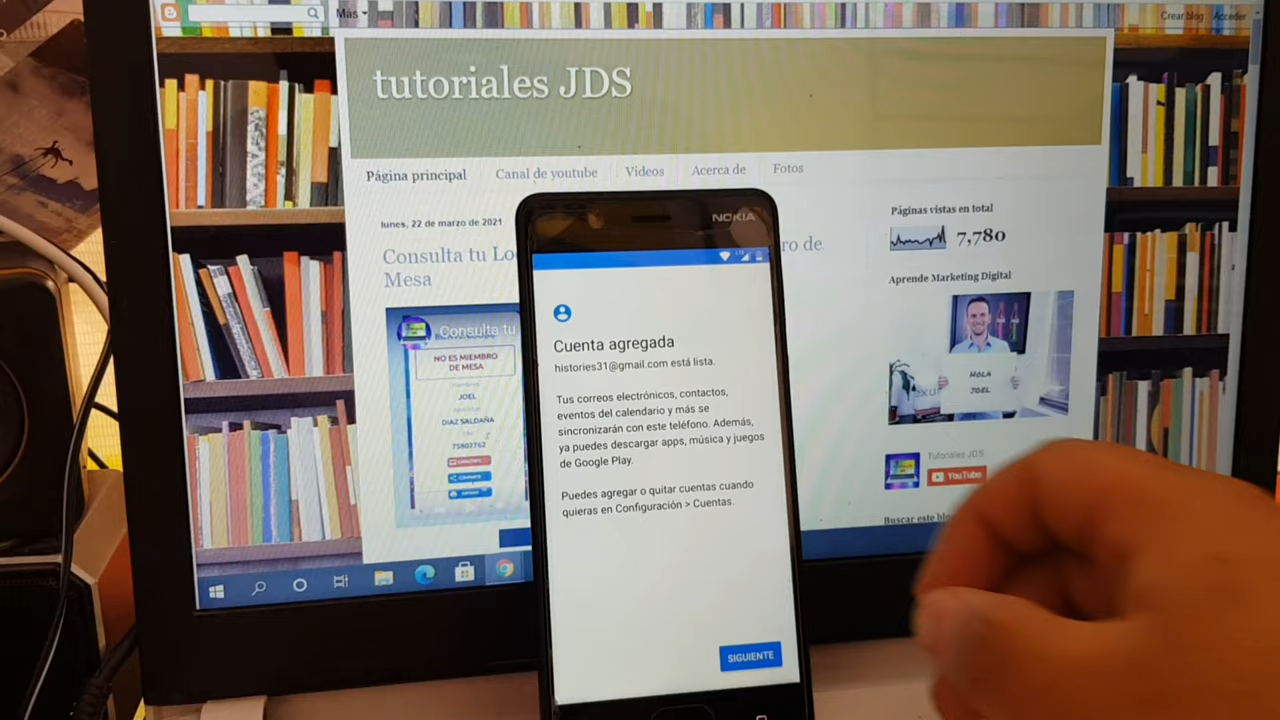 Más
Crear blog Acceder
tutoriales JDS
Página principal Canal de youtube Videos Acerca de Fotos
lunes, 22 de marzo de 2021
Consulta tu
ro de
Mesa
Páginas vistas en total
7,780
Aprende Marketing Digital
HOLA
JOEL
Tutoriales JDS
YouTube
Buscar este
Consulta tu
NO ES MIEMBRO
DE MESA
JOEL
DIAZ SALDAÑA
75802762
NOKIA
Cuenta agregada
histories31@gmail.com está lista.
Tus correos electrónicos, contactos,
eventos del calendario y más se
sincronizarán con este teléfono. Además,
ya puedes descargar apps, música y juegos
de Google Play.
Puedes agregar o quitar cuentas cuando
quieras en Configuración > Cuentas.
SIGUIENTE